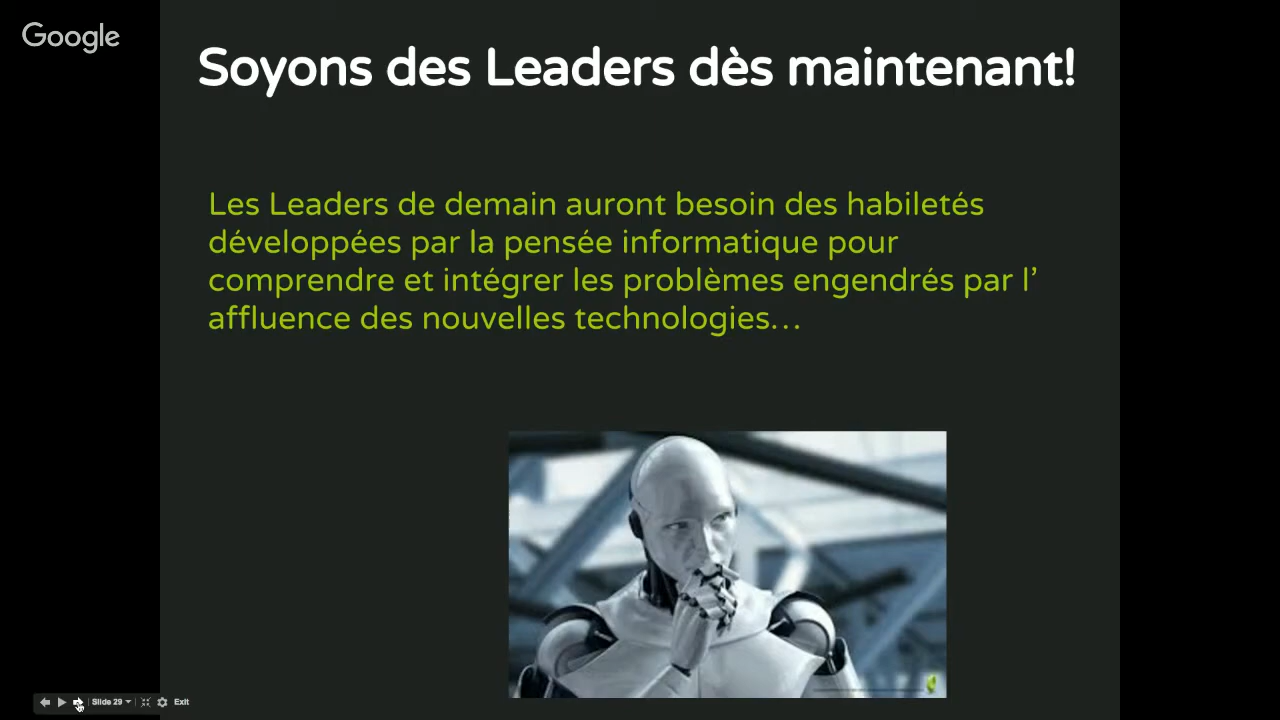 Google
Soyons des Leaders dès maintenant!
Les Leaders de demain auront besoin des habiletés
développées par la pensée informatique pour
comprendre et intégrer les problèmes engendrés par l’
affluence des nouvelles technologies…
Slide 29 Exit